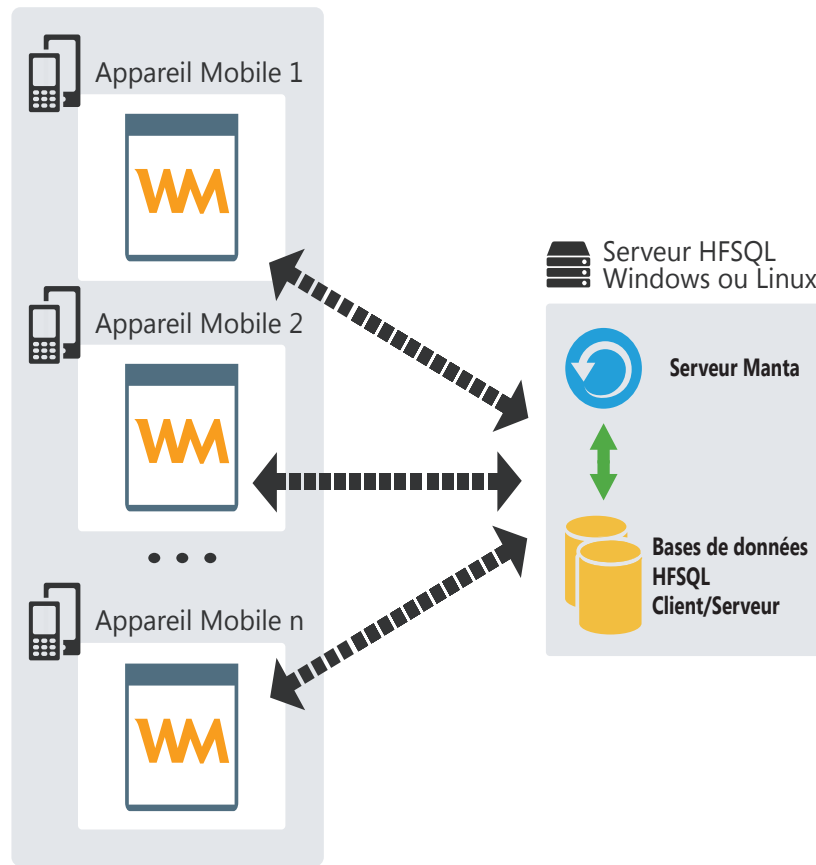 Appareil Mobile 1
WM
Appareil Mobile 2
WM
Appareil Mobile n
WM
Serveur HFSQL
Windows ou Linux
Serveur Manta
Bases de données
HFSQL
Client/Serveur